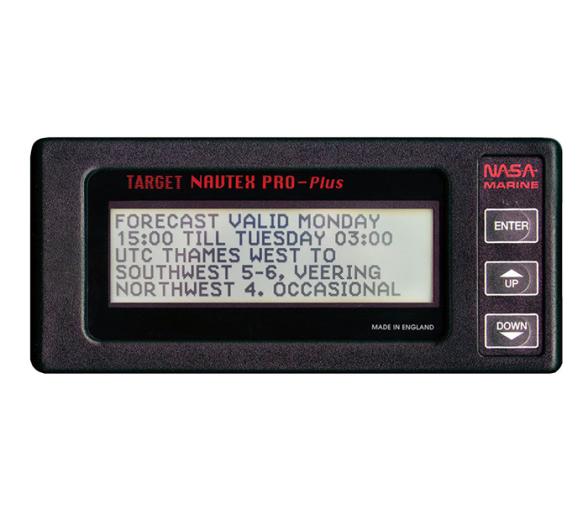 TARGET NAVTEX PRO-Plus
NASA
MARINE
FORECAST VALID MONDAY
15:00 TILL TUESDAY 03:00
UTC THAMES WEST TO
SOUTHWEST 5-6, VEERING
NORTHWEST 4. OCCASIONAL
ENTER
UP
DOWN
MADE IN ENGLAND